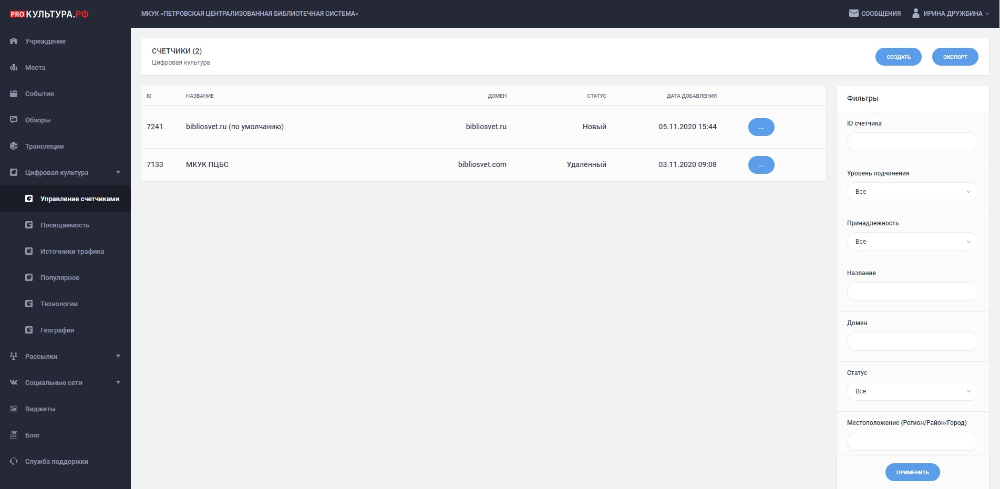 PRO КУЛЬТУРА.РФ
МКУК «ПЕТРОВСКАЯ ЦЕНТРАЛИЗОВАННАЯ БИБЛИОТЕЧНАЯ СИСТЕМА»
СООБЩЕНИЯ
ИРИНА ДРУЖБИНА
Учреждение
Места
События
Обзоры
Трансляции
Цифровая культура
Управление счетчиками
Посещаемость
Источники трафика
Популярное
Технологии
География
Рассылки
Социальные сети
Виджеты
Блог
Служба поддержки
СЧЕТЧИКИ (2)
Цифровая культура
СОЗДАТЬ
ЭКСПОРТ
ID НАЗВАНИЕ ДОМЕН СТАТУС ДАТА ДОБАВЛЕНИЯ
7241 bibliosvet.ru (по умолчанию) bibliosvet.ru Новый 05.11.2020 15:44 ...
7133 МКУК ПЦБС bibliosvet.com Удаленный 03.11.2020 09:08 ...
Фильтры
ID счетчика
Уровень подчинения
Все
Принадлежность
Все
Название
Домен
Статус
Все
Местоположение (Регион/Район/Город)
ПРИМЕНИТЬ